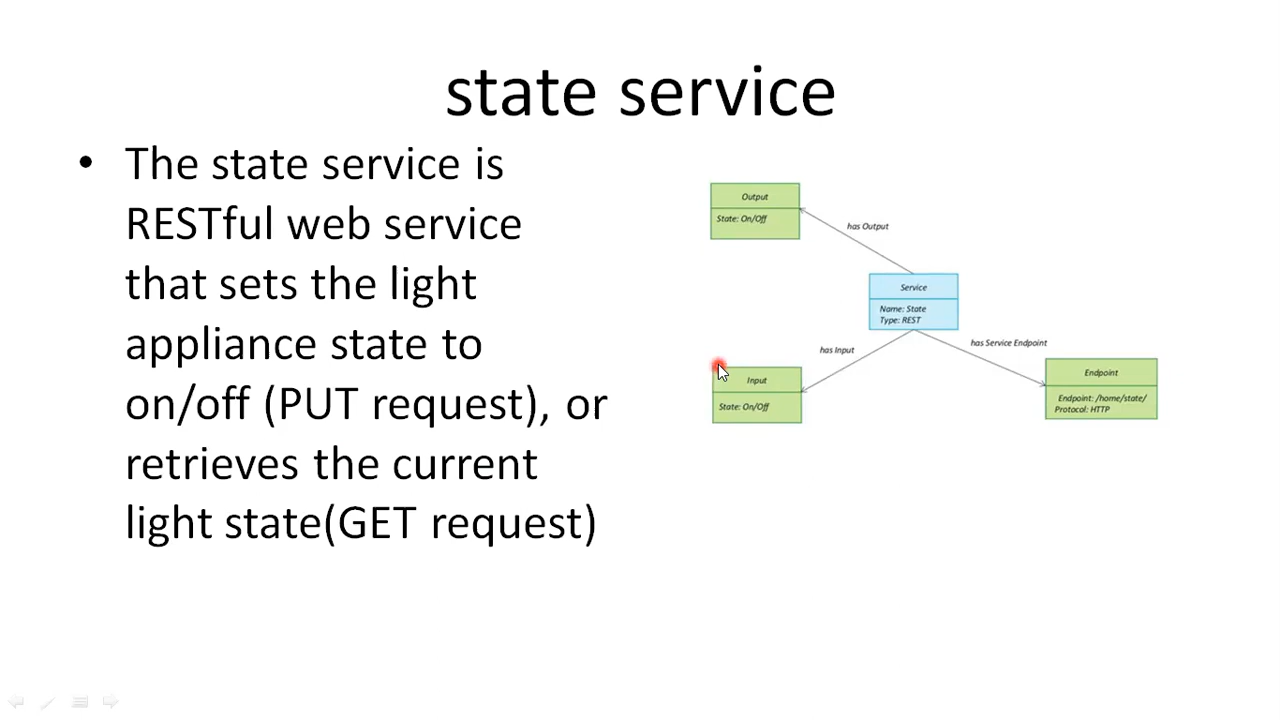 state service
• The state service is
RESTful web service
that sets the light
appliance state to
on/off (PUT request), or
retrieves the current
light state(GET request)
Output
State: On/Off
has Output
Service
Name: State
Type: REST
has Input
has Service Endpoint
Input
State: On/Off
Endpoint
Endpoint: /home/state/
Protocol: HTTP